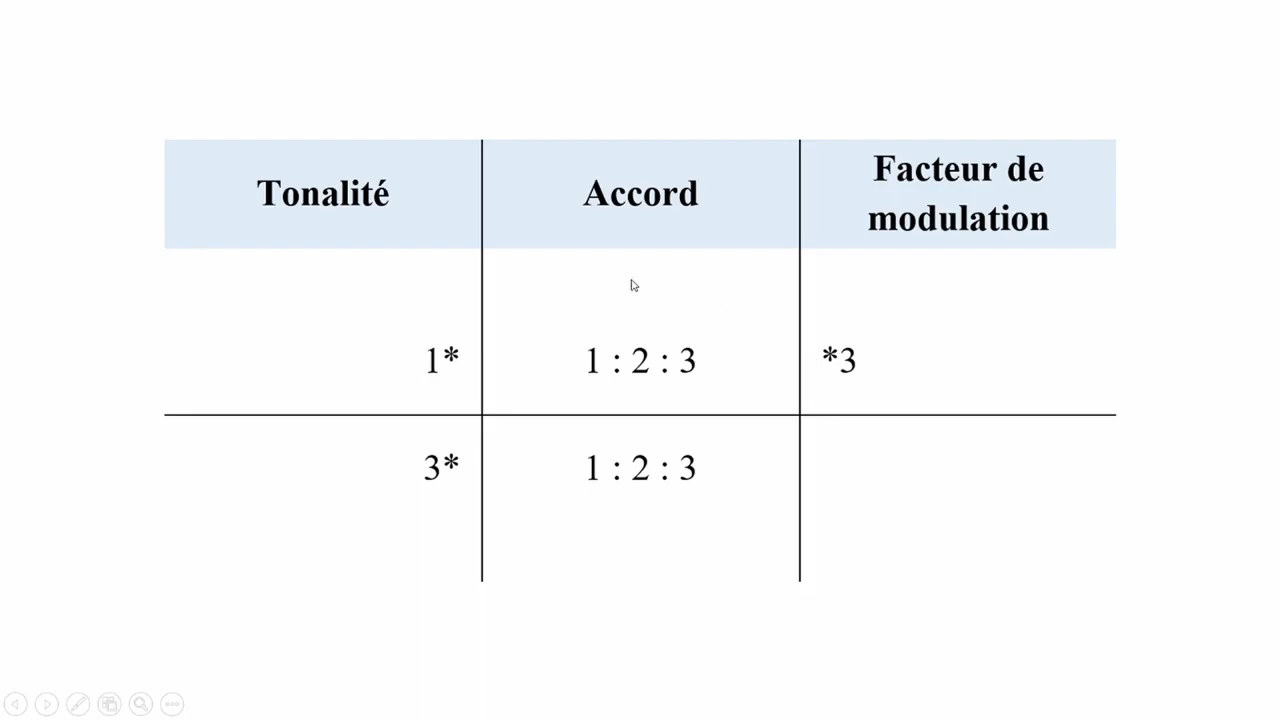 Tonalité
Accord
Facteur de
modulation
1*
1 : 2 : 3
*3
3*
1 : 2 : 3